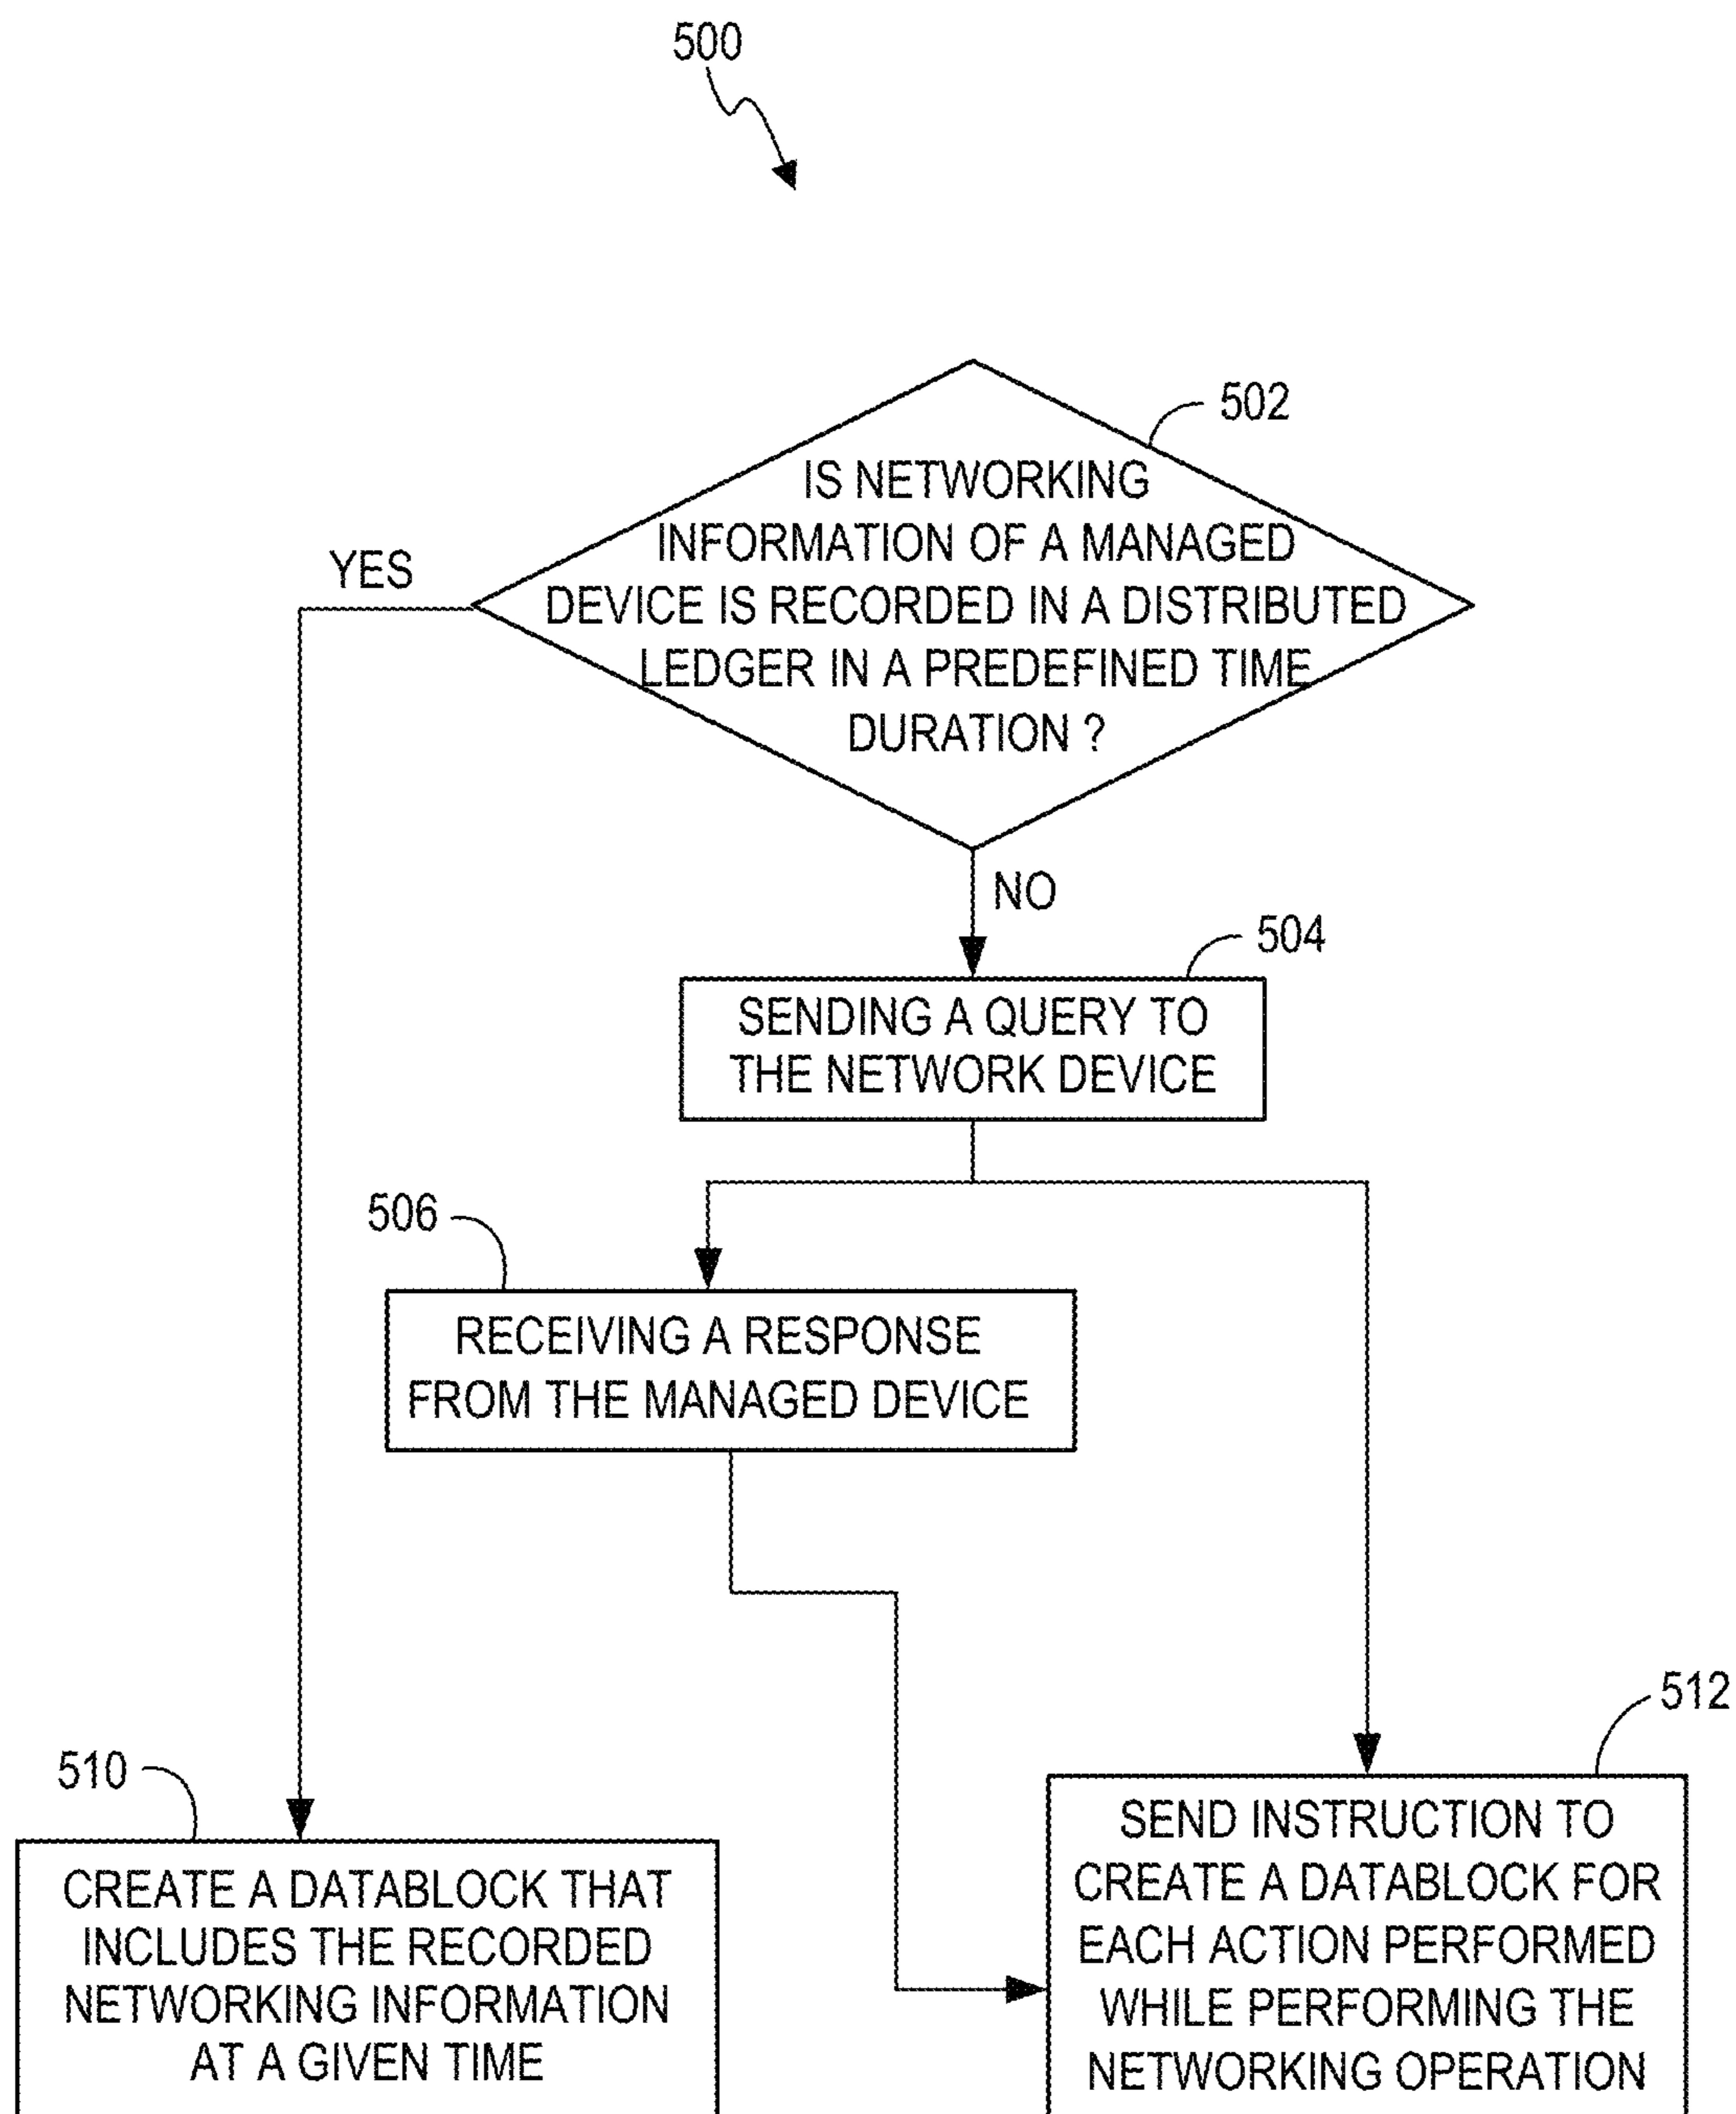 500
502
IS NETWORKING
INFORMATION OF A MANAGED
DEVICE IS RECORDED IN A DISTRIBUTED
LEDGER IN A PREDEFINED TIME
DURATION ?
YES
NO
504
SENDING A QUERY TO
THE NETWORK DEVICE
506
RECEIVING A RESPONSE
FROM THE MANAGED DEVICE
510
CREATE A DATABLOCK THAT
INCLUDES THE RECORDED
NETWORKING INFORMATION
AT A GIVEN TIME
512
SEND INSTRUCTION TO
CREATE A DATABLOCK FOR
EACH ACTION PERFORMED
WHILE PERFORMING THE
NETWORKING OPERATION